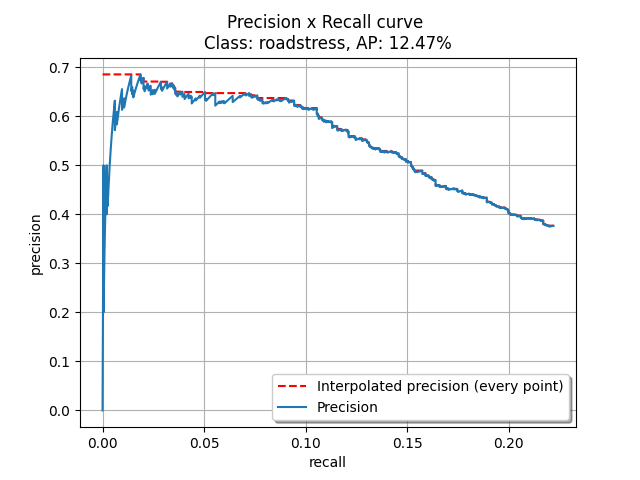 Precision x Recall curve
Class: roadstress, AP: 12.47%
precision
0.7
0.6
0.5
0.4
0.3
0.2
0.1
0.0
Interpolated precision (every point)
Precision
0.00 0.05 0.10 0.15 0.20
recall